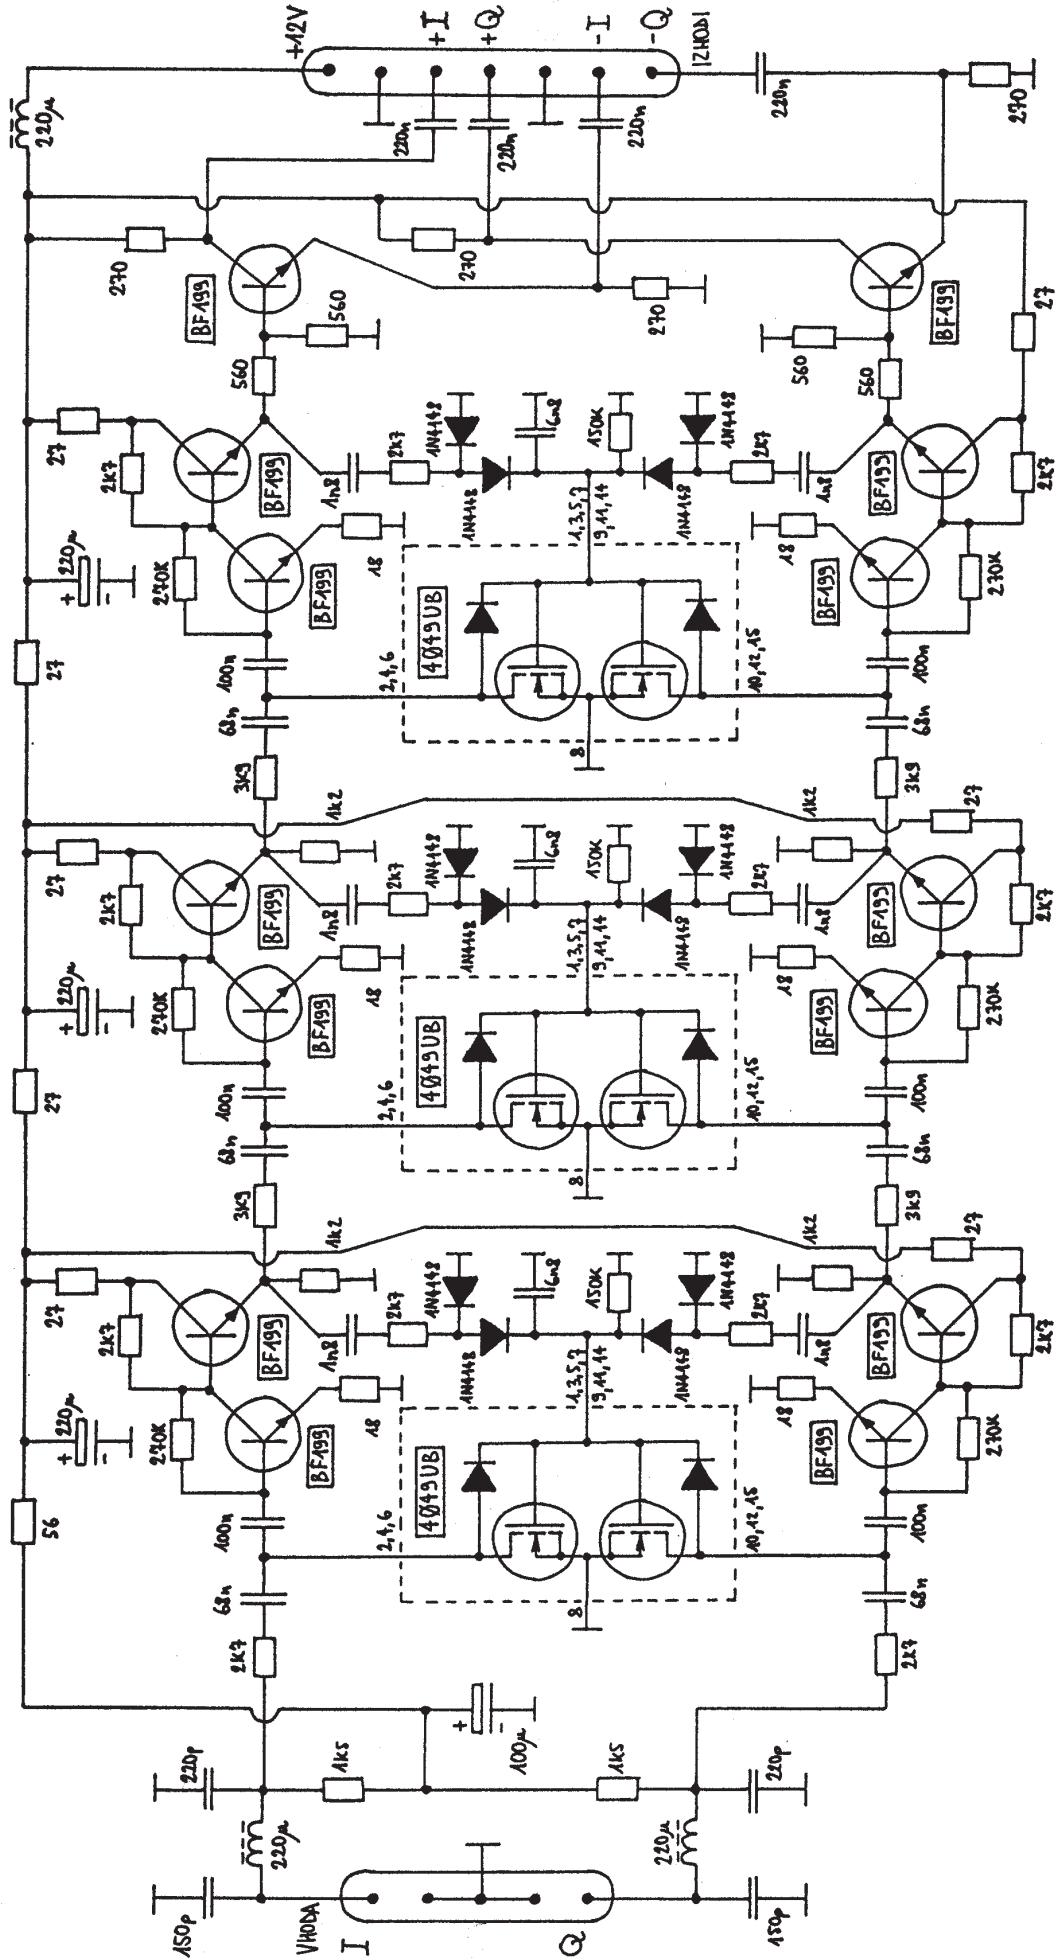 +12V
+I
+Q
-I
-Q
IZHODI
220µ
220n
220n
220n
220n
270
270
270
BF199
560
270
BF199
560
27
560
560
27
2k7
BF199
1n8
2k7
1N4148
1N4148
6n8
150k
1N4148
1N4148
2k7
1n8
BF199
2k7
220µ
+
-
270k
BF199
18
1,3,5,7
9,11,14
18
BF199
270k
4049UB
27
100n
2,4,6
10,12,15
100n
68n
8
68n
3k9
3k9
27
1k2
1k2
27
2k7
BF199
1n8
2k7
1N4148
1N4148
6n8
150k
1N4148
1N4148
2k7
1n8
BF199
2k7
220µ
+
-
270k
BF199
18
1,3,5,7
9,11,14
18
BF199
270k
4049UB
27
100n
2,4,6
10,12,15
100n
68n
8
68n
3k9
3k9
27
1k2
1k2
27
2k7
BF199
1n8
2k7
1N4148
1N4148
6n8
150k
1N4148
1N4148
2k7
1n8
BF199
2k7
220µ
+
-
270k
BF199
18
1,3,5,7
9,11,14
18
BF199
270k
4049UB
56
100n
2,4,6
10,12,15
100n
68n
8
68n
2k7
2k7
+
-
100µ
220p
1k5
1k5
220p
220µ
220µ
150p
VHODA
I
Q
150p